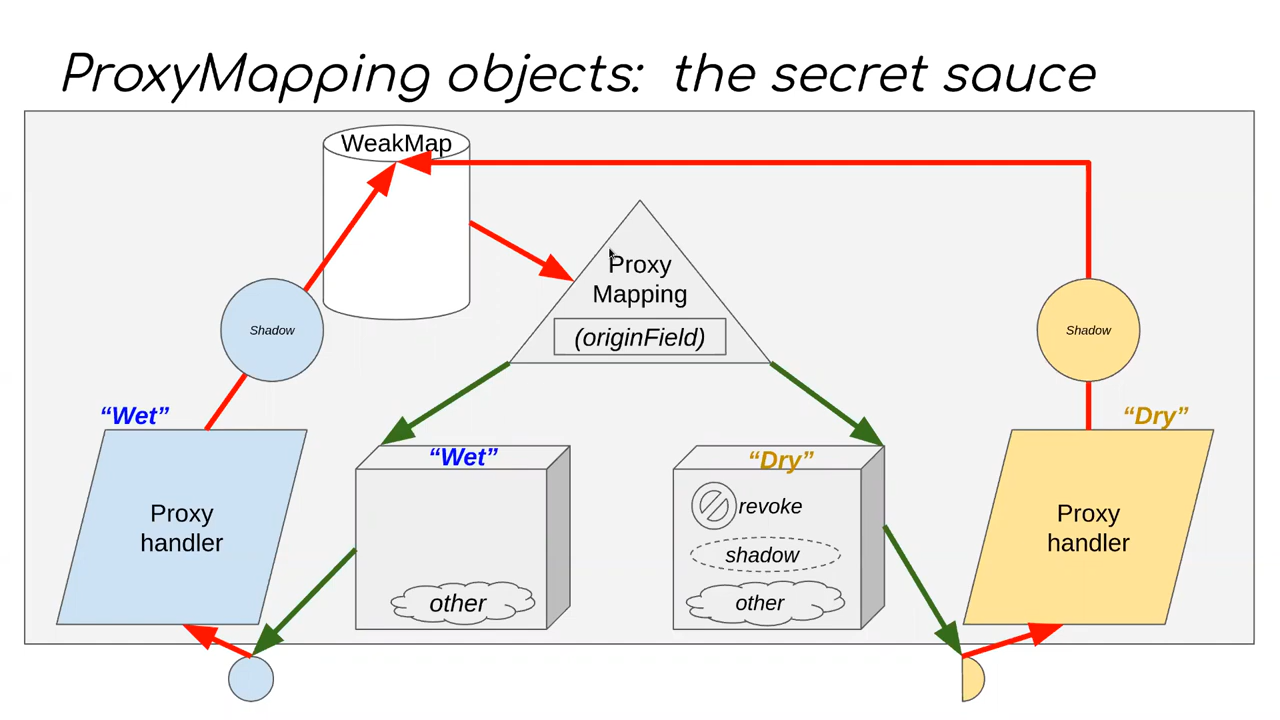 ProxyMapping objects: the secret sauce
WeakMap
Proxy
Mapping
(originField)
Shadow
Shadow
“Wet”
“Dry”
“Wet”
“Dry”
Proxy
handler
revoke
shadow
other
other
Proxy
handler